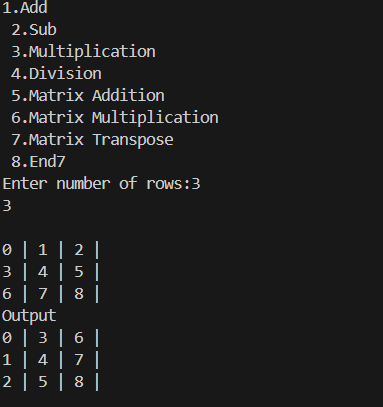 1.Add
2.Sub
3.Multiplication
4.Division
5.Matrix Addition
6.Matrix Multiplication
7.Matrix Transpose
8.End7
Enter number of rows:3
3
0 | 1 | 2 |
3 | 4 | 5 |
6 | 7 | 8 |
Output
0 | 3 | 6 |
1 | 4 | 7 |
2 | 5 | 8 |